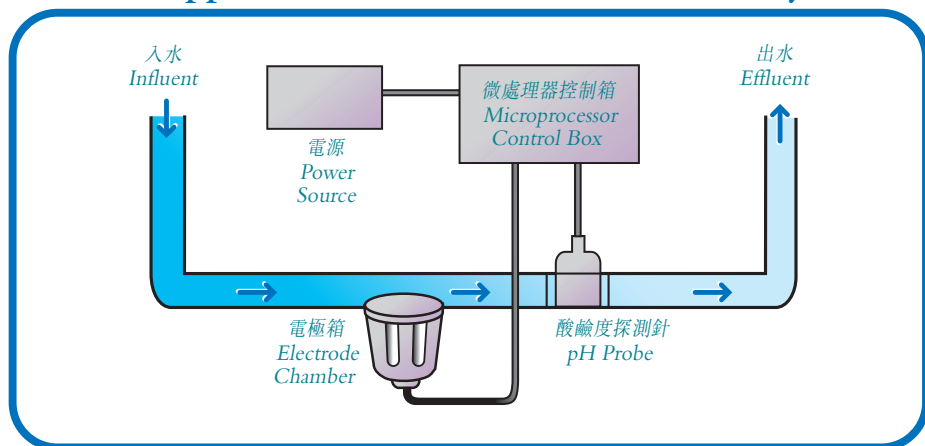 入水
Influent
電源
Power
Source
微處理器控制箱
Microprocessor
Control Box
出水
Effluent
電極箱
Electrode
Chamber
酸鹼度探測針
pH Probe